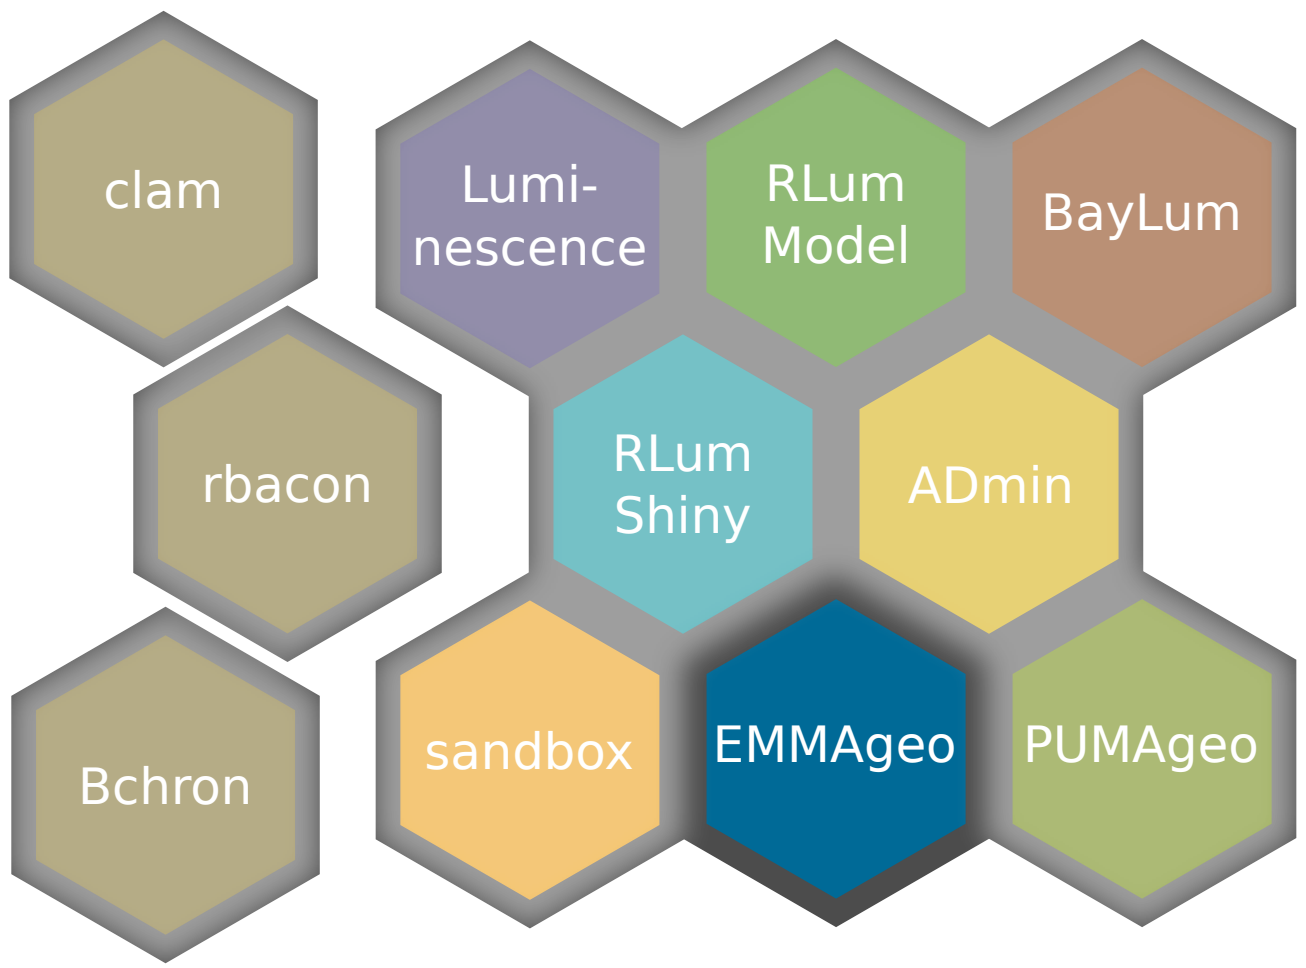 clam
Lumi-
nescence
RLum
Model
BayLum
rbacon
RLum
Shiny
ADmin
Bchron
sandbox
EMMAgeo
PUMAgeo